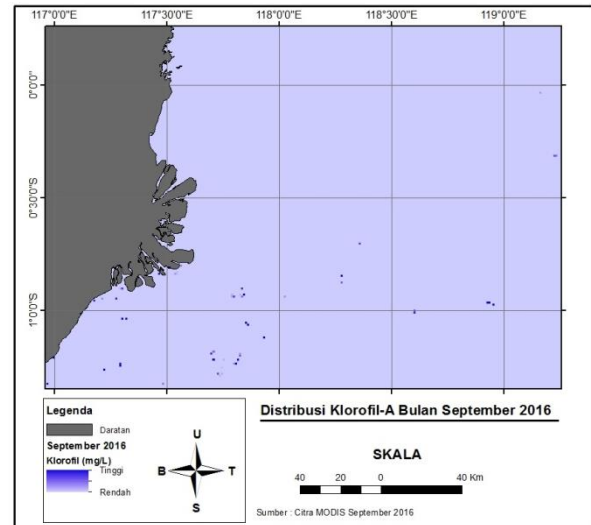 117°0'0"E 117°30'0"E 118°0'0"E 118°30'0"E 119°0'0"E
0°0'0"
0°30'0"S
1°0'0"S
Legenda
Daratan
September 2016
Klorofil (mg/L)
Tinggi
Rendah
U
B T
S
Distribusi Klorofil-A Bulan September 2016
SKALA
40 20 0 40 Km
Sumber : Citra MODIS September 2016